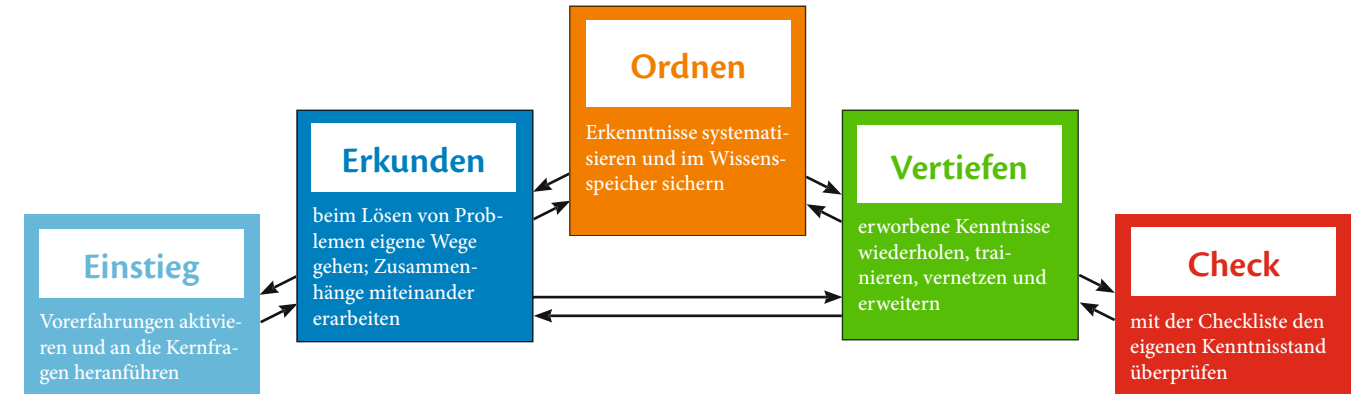 Einstieg
Vorerfahrungen aktivie-
ren und an die Kernfra-
gen heranführen
Erkunden
beim Lösen von Prob-
lemen eigene Wege
gehen; Zusammen-
hänge miteinander
erarbeiten
Ordnen
Erkenntnisse systemati-
sieren und im Wissens-
speicher sichern
Vertiefen
erworbene Kenntnisse
wiederholen, trai-
nieren, vernetzen und
erweitern
Check
mit der Checkliste den
eigenen Kenntnisstand
überprüfen